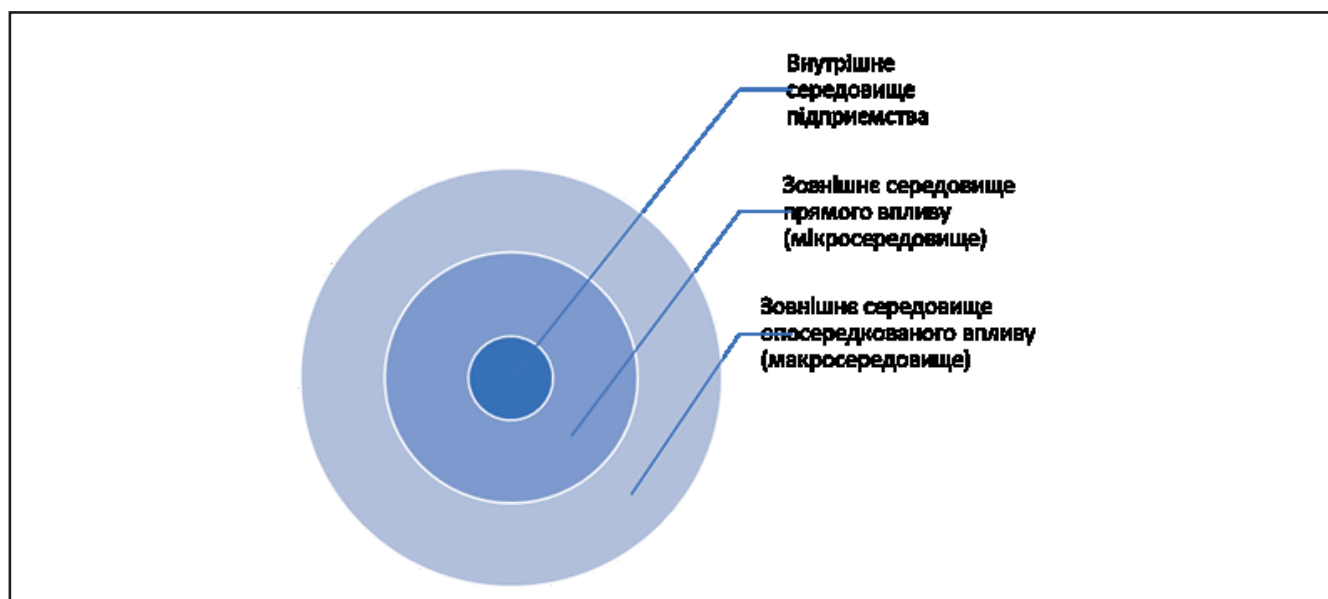 Внутрішнє
середовище
підприємства
Зовнішнє середовище
прямого впливу
(мікросередовище)
Зовнішнє середовище
опосередкованого впливу
(макросередовище)